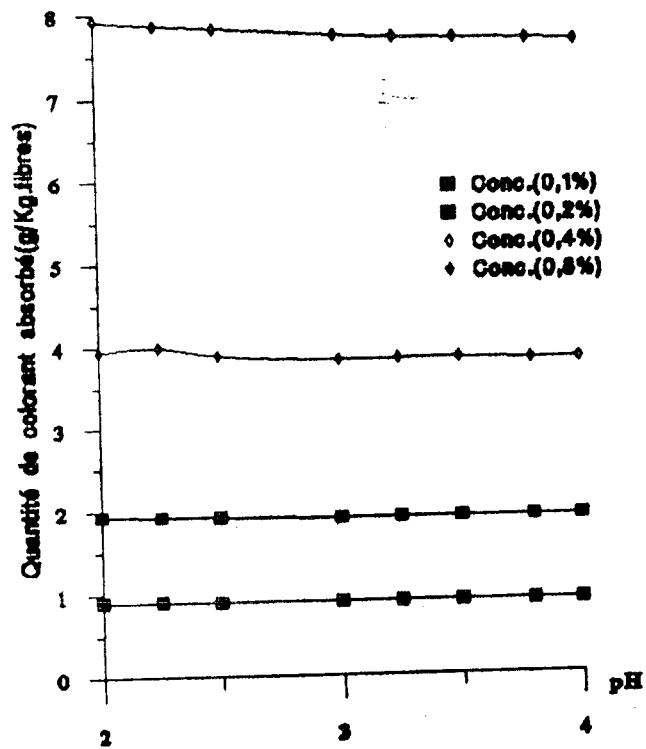 8
7
6
5
4
3
2
1
0
Quantité de colorant absorbé(g/Kg.fibres)
Conc.(0,1%)
Conc.(0,2%)
Conc.(0,4%)
Conc.(0,8%)
2
3
4
pH